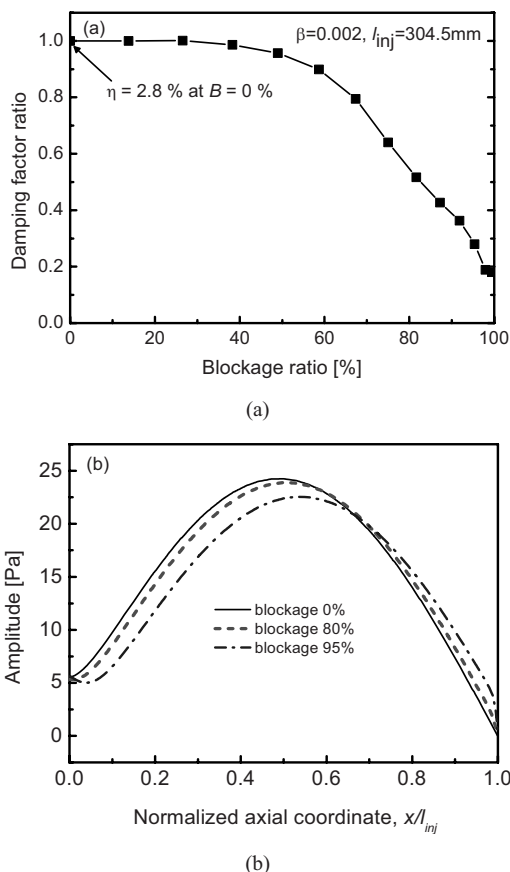 (a)
β=0.002, linj=304.5mm
η = 2.8 % at B = 0 %
Damping factor ratio
1.0
0.8
0.6
0.4
0.2
0.0
0 20 40 60 80 100
Blockage ratio [%]
(a)
(b)
Amplitude [Pa]
25
20
15
10
5
0
blockage 0%
blockage 80%
blockage 95%
0.0 0.2 0.4 0.6 0.8 1.0
Normalized axial coordinate, x/linj
(b)